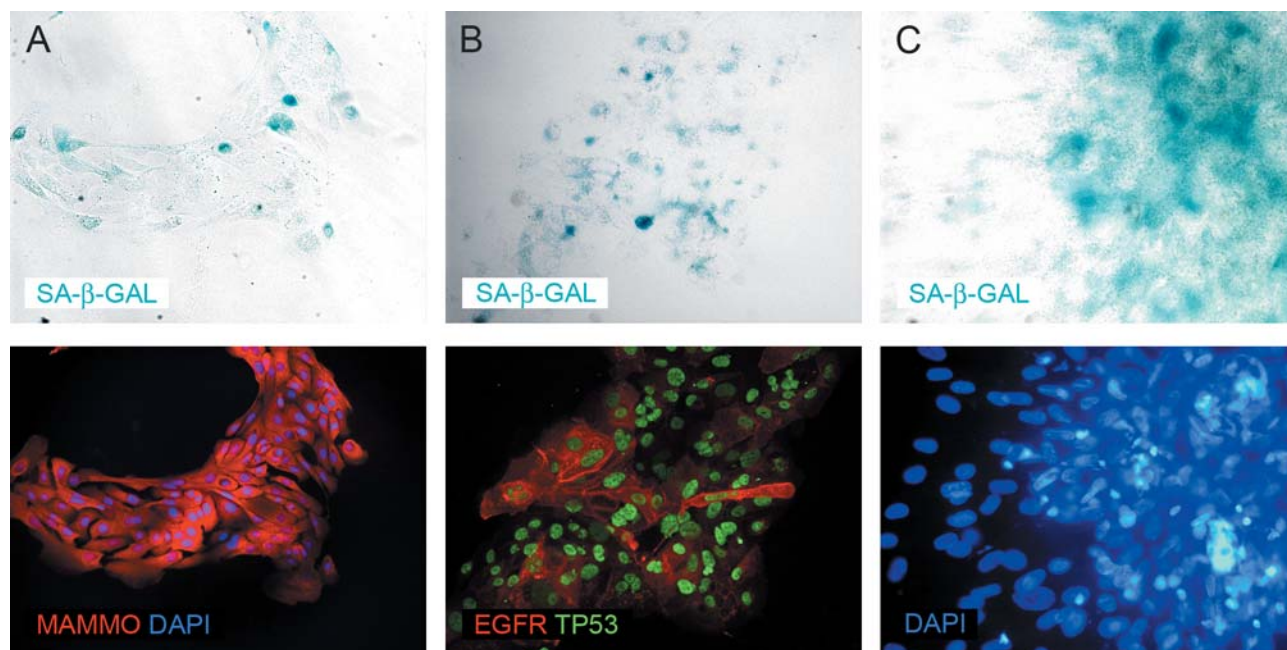 A
B
C
SA-β-GAL
SA-β-GAL
SA-β-GAL
MAMMO DAPI
EGFR TP53
DAPI